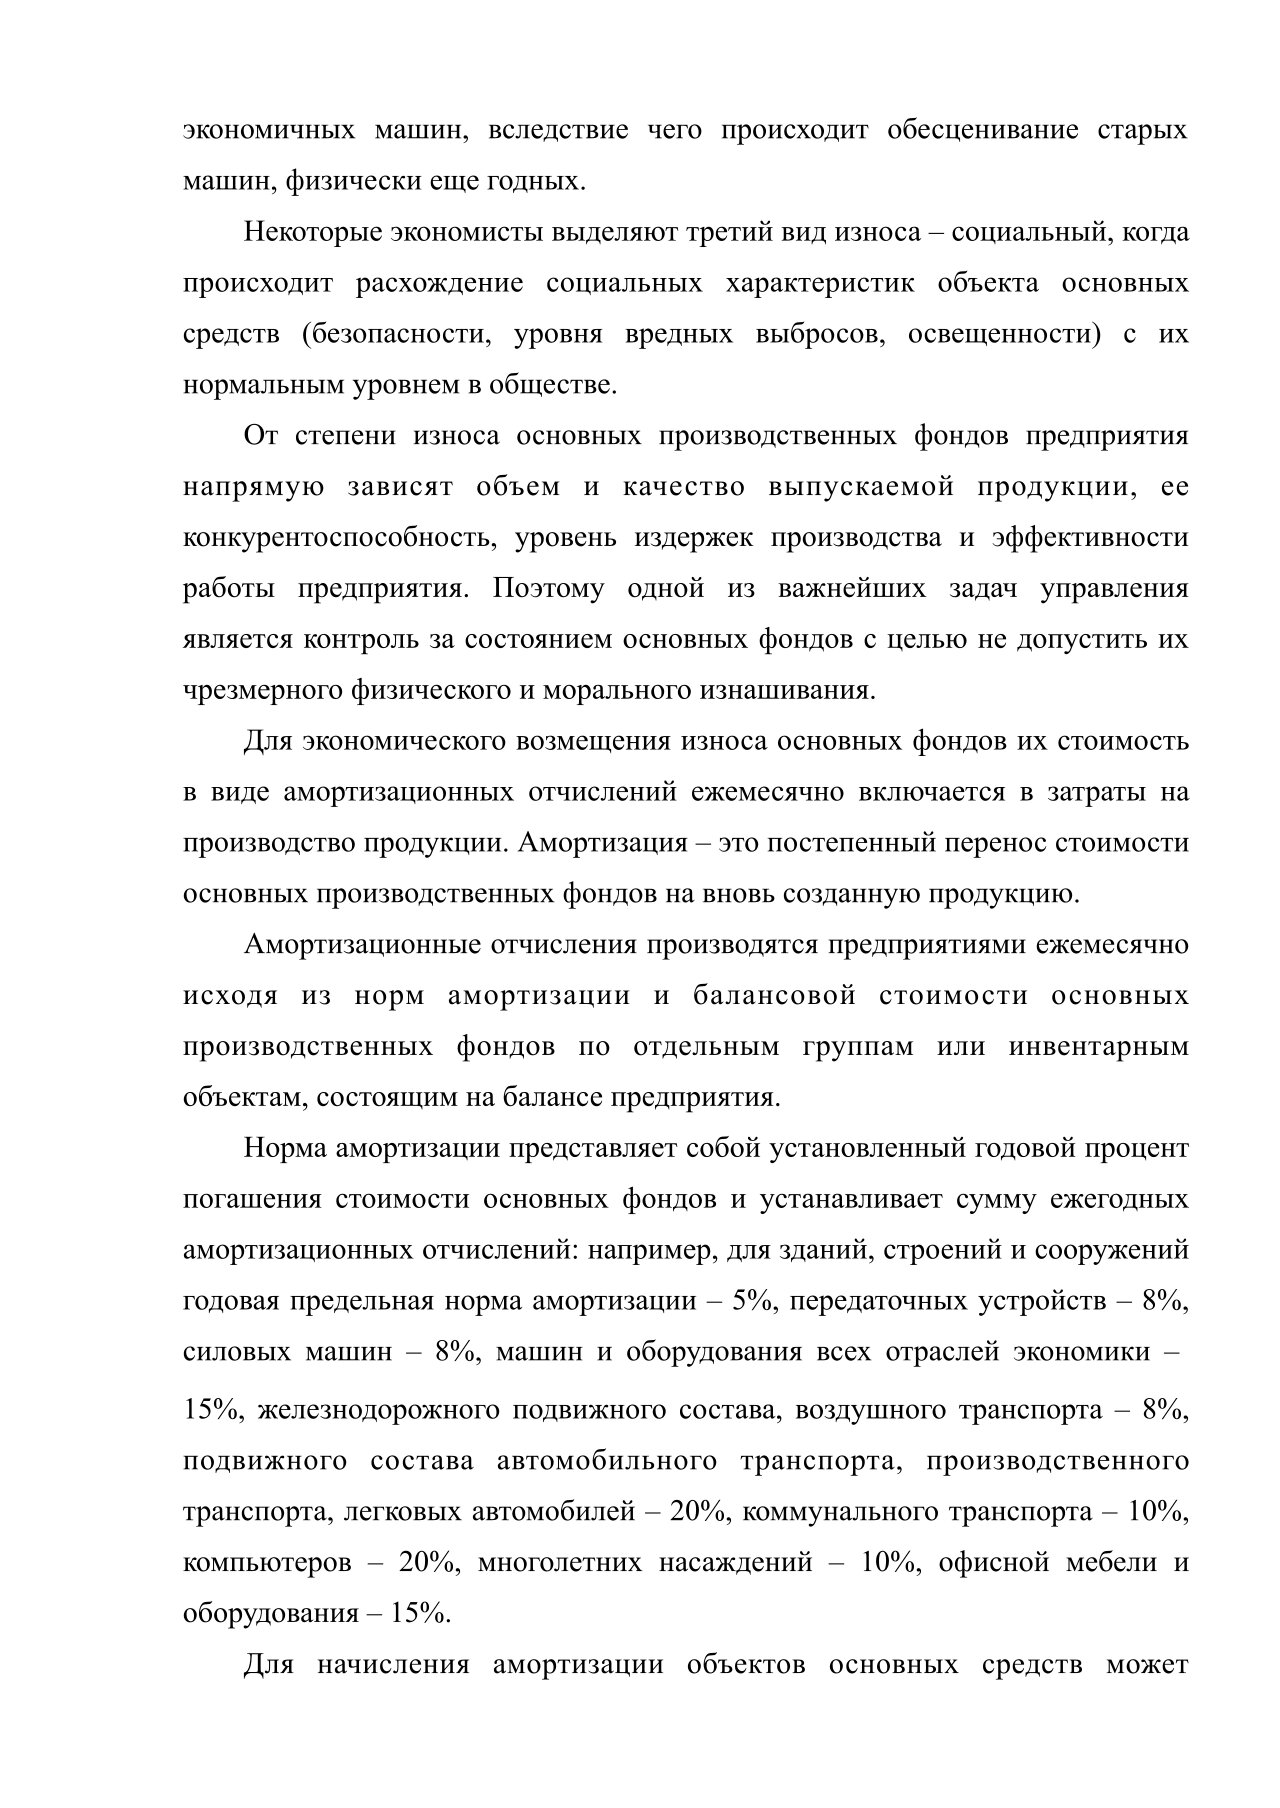 экономичных машин, вследствие чего происходит обесценивание старых
машин, физически еще годных.
Некоторые экономисты выделяют третий вид износа – социальный, когда
происходит расхождение социальных характеристик объекта основных
средств (безопасности, уровня вредных выбросов, освещенности) с их
нормальным уровнем в обществе.
От степени износа основных производственных фондов предприятия
напрямую зависят объем и качество выпускаемой продукции, ее
конкурентоспособность, уровень издержек производства и эффективности
работы предприятия. Поэтому одной из важнейших задач управления
является контроль за состоянием основных фондов с целью не допустить их
чрезмерного физического и морального изнашивания.
Для экономического возмещения износа основных фондов их стоимость
в виде амортизационных отчислений ежемесячно включается в затраты на
производство продукции. Амортизация – это постепенный перенос стоимости
основных производственных фондов на вновь созданную продукцию.
Амортизационные отчисления производятся предприятиями ежемесячно
исходя из норм амортизации и балансовой стоимости основных
производственных фондов по отдельным группам или инвентарным
объектам, состоящим на балансе предприятия.
Норма амортизации представляет собой установленный годовой процент
погашения стоимости основных фондов и устанавливает сумму ежегодных
амортизационных отчислений: например, для зданий, строений и сооружений
годовая предельная норма амортизации – 5%, передаточных устройств – 8%,
силовых машин – 8%, машин и оборудования всех отраслей экономики –
15%, железнодорожного подвижного состава, воздушного транспорта – 8%,
подвижного состава автомобильного транспорта, производственного
транспорта, легковых автомобилей – 20%, коммунального транспорта – 10%,
компьютеров – 20%, многолетних насаждений – 10%, офисной мебели и
оборудования – 15%.
Для начисления амортизации объектов основных средств может